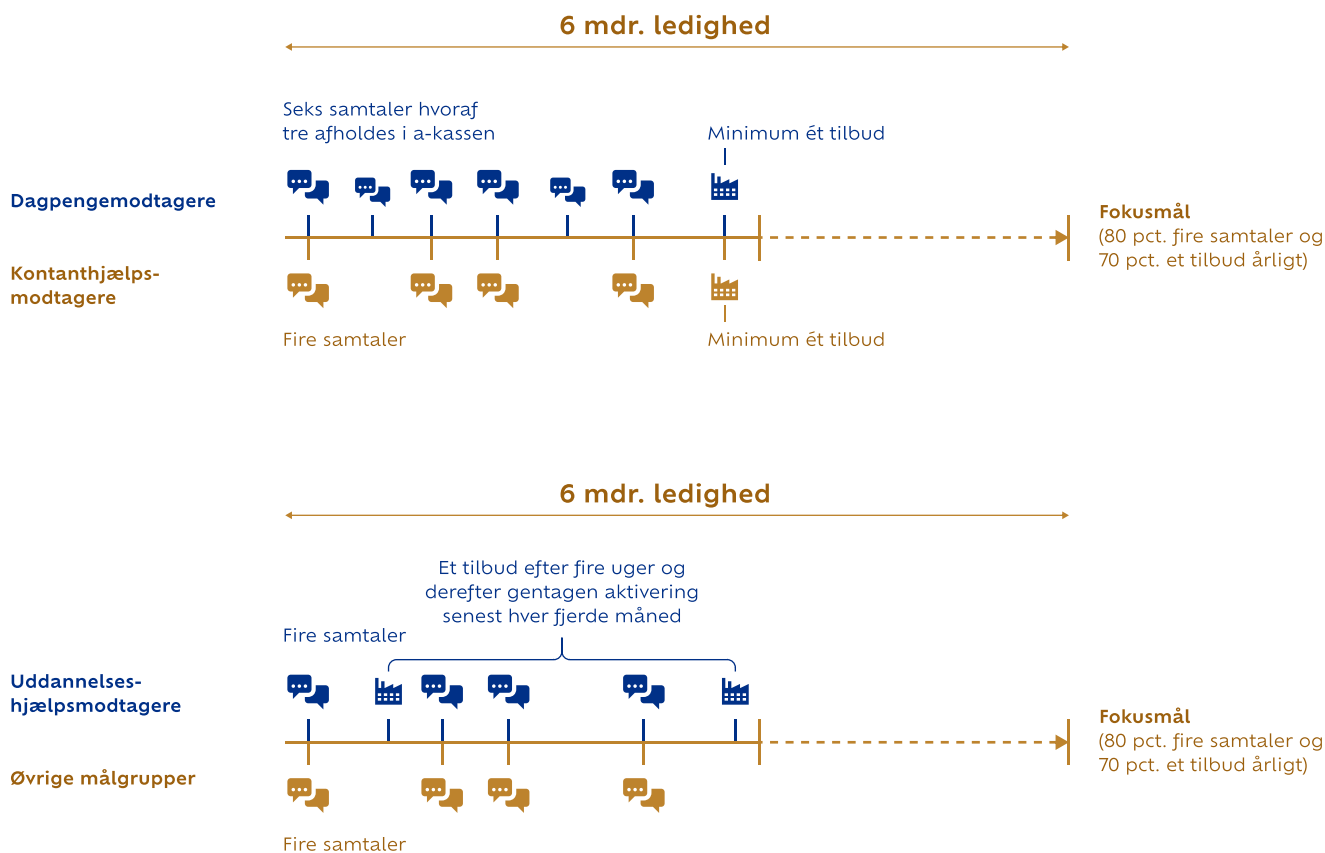 6 mdr. ledighed
Seks samtaler hvoraf
tre afholdes i a-kassen
Minimum ét tilbud
Dagpengemodtagere
Fokusmål
(80 pct. fire samtaler og
70 pct. et tilbud årligt)
Kontanthjælps-
modtagere
Fire samtaler
Minimum ét tilbud
6 mdr. ledighed
Et tilbud efter fire uger og
derefter gentagen aktivering
senest hver fjerde måned
Fire samtaler
Uddannelses-
hjælpsmodtagere
Fokusmål
(80 pct. fire samtaler og
70 pct. et tilbud årligt)
Øvrige målgrupper
Fire samtaler